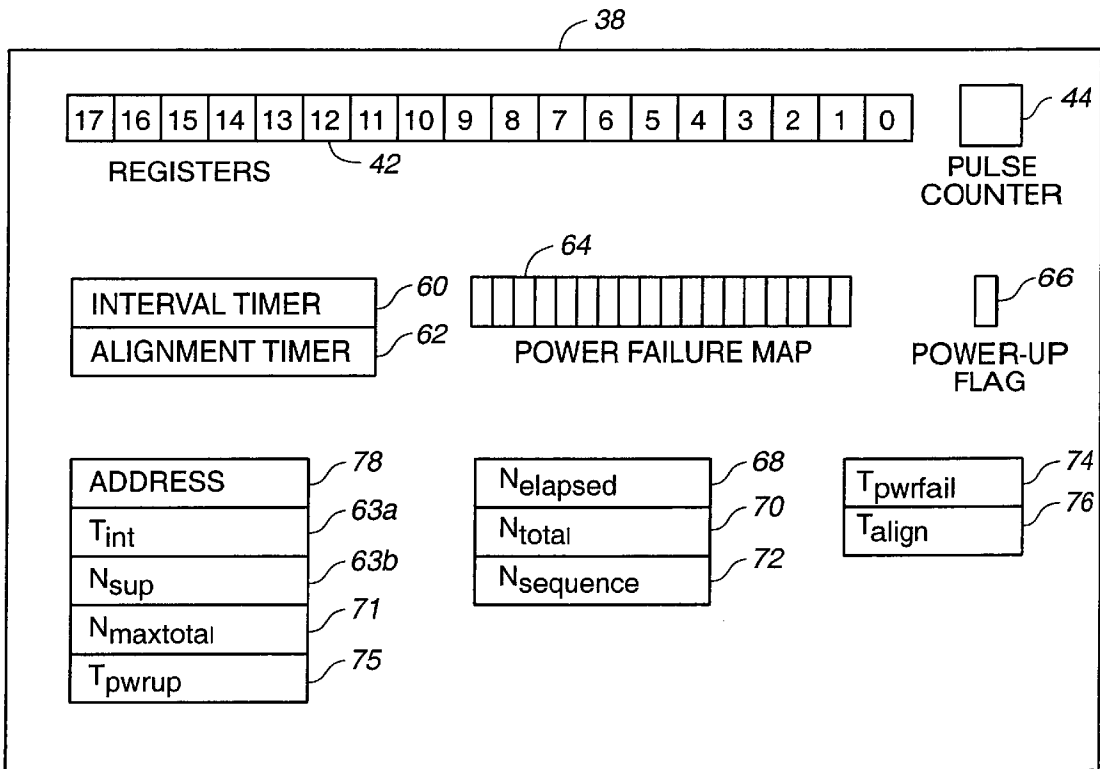 38
17 16 15 14 13 12 11 10 9 8 7 6 5 4 3 2 1 0
44
REGISTERS 42
PULSE COUNTER
64
INTERVAL TIMER 60
66
ALIGNMENT TIMER 62
POWER FAILURE MAP
POWER-UP FLAG
ADDRESS 78
Tint 63a
Nsup 63b
Nmaxtotal 71
Tpwrup 75
Nelapsed 68
Ntotal 70
Nsequence 72
Tpwrfail 74
Talign 76